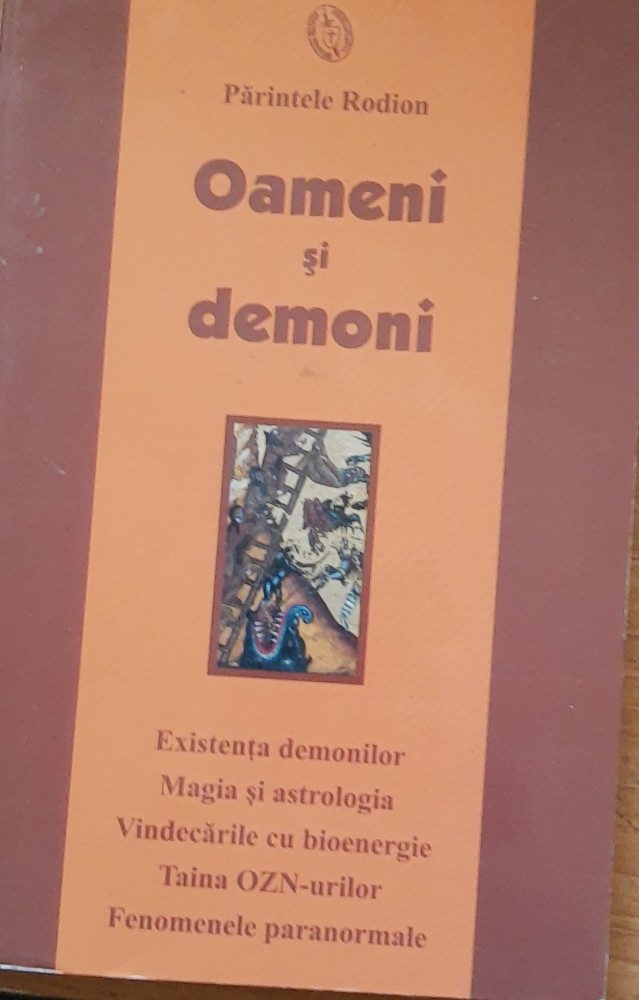 Părintele Rodion
Oameni
şi
demoni
Existenţa demonilor
Magia şi astrologia
Vindecările cu bioenergie
Taina OZN-urilor
Fenomenele paranormale